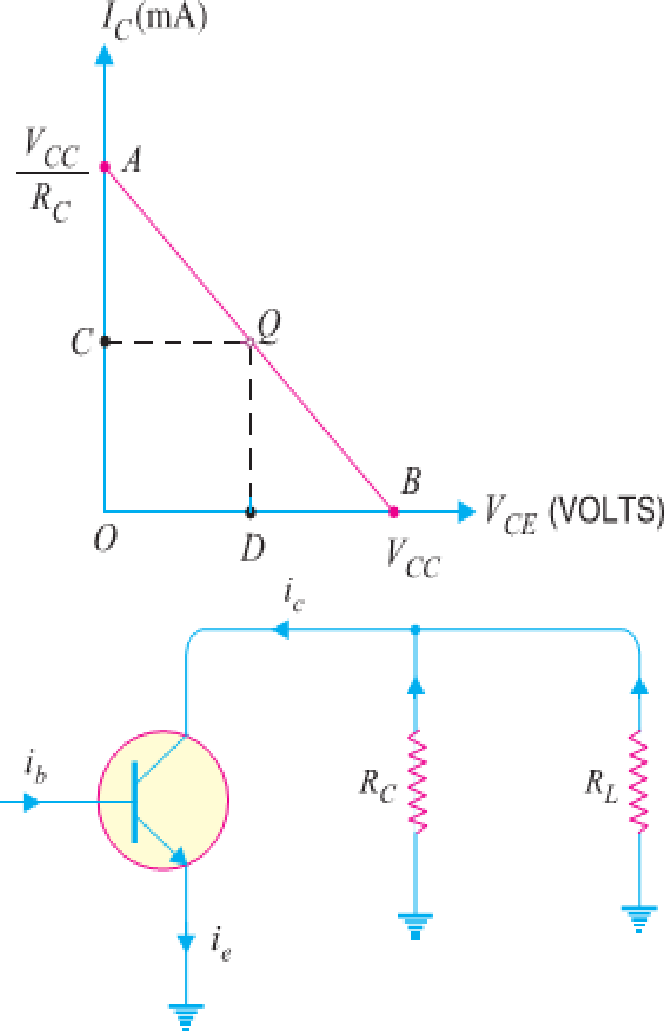 I_C (mA)
V_CC / R_C
A
Q
C
B
V_CE (VOLTS)
O
D
V_CC
i_c
i_b
R_C
R_L
i_e